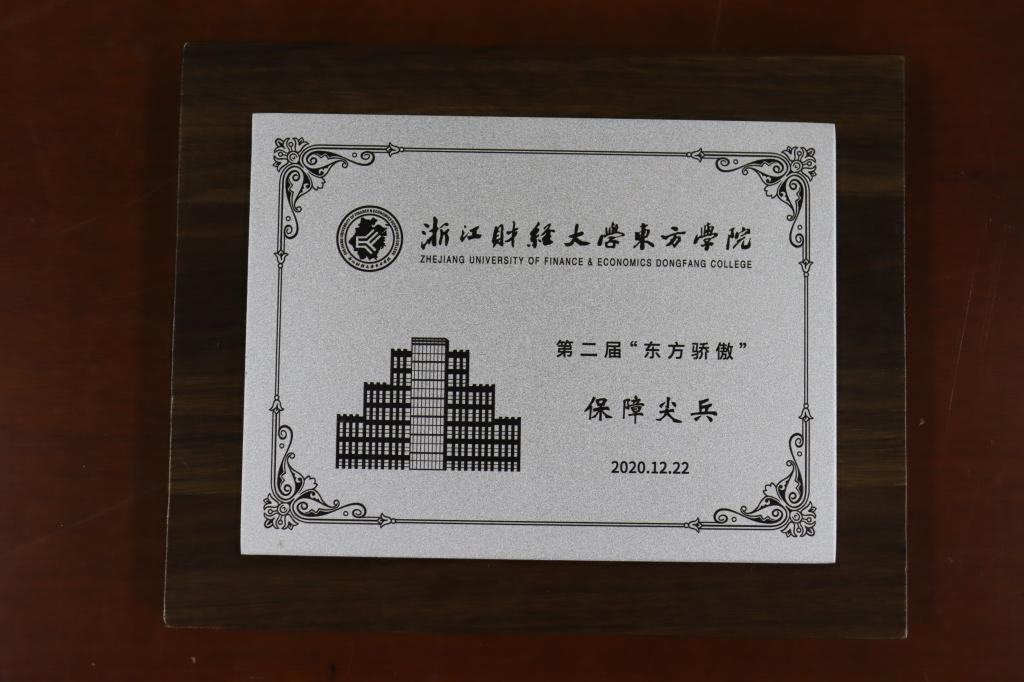 浙江财经大学東方學院
ZHEJIANG UNIVERSITY OF FINANCE & ECONOMICS DONGFANG COLLEGE
第二届“东方骄傲”
保障尖兵
2020.12.22